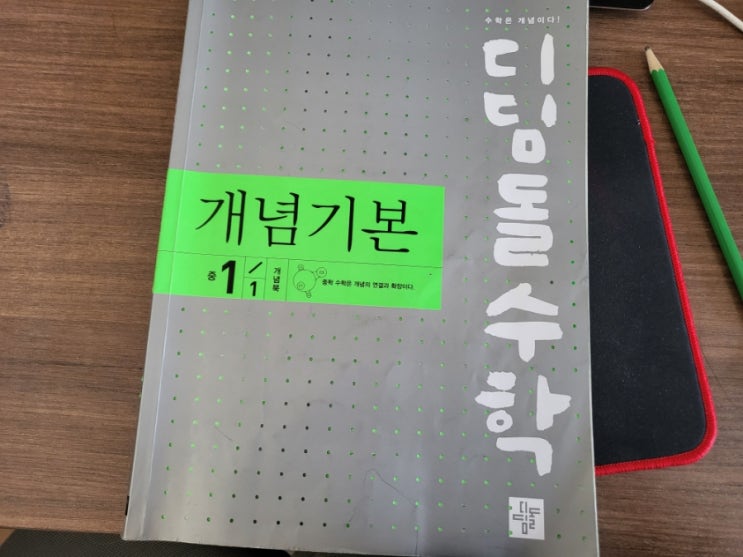 수학은 개념이다!
디딤돌수학
개념기본
중 1/1 개념북
중학 수학은 개념의 연결과 확장이다.
디딤돌